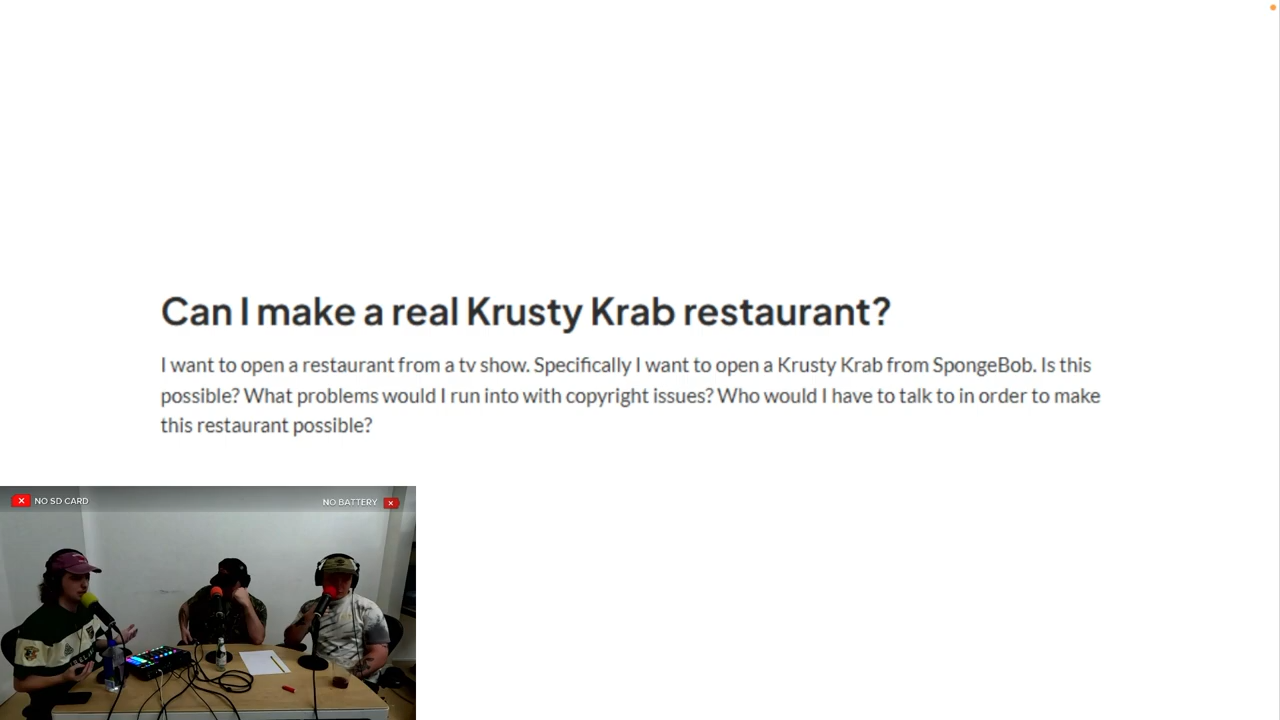 Can I make a real Krusty Krab restaurant?
I want to open a restaurant from a tv show. Specifically I want to open a Krusty Krab from SpongeBob. Is this
possible? What problems would I run into with copyright issues? Who would I have to talk to in order to make
this restaurant possible?
NO SD CARD
NO BATTERY